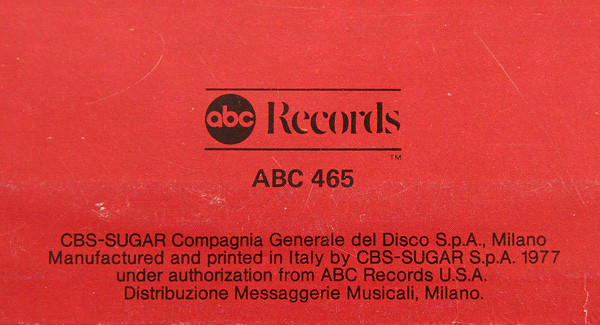 abc Records
TM
ABC 465
CBS-SUGAR Compagnia Generale del Disco S.p.A., Milano
Manufactured and printed in Italy by CBS-SUGAR S.p.A. 1977
under authorization from ABC Records U.S.A.
Distribuzione Messaggerie Musicali, Milano.